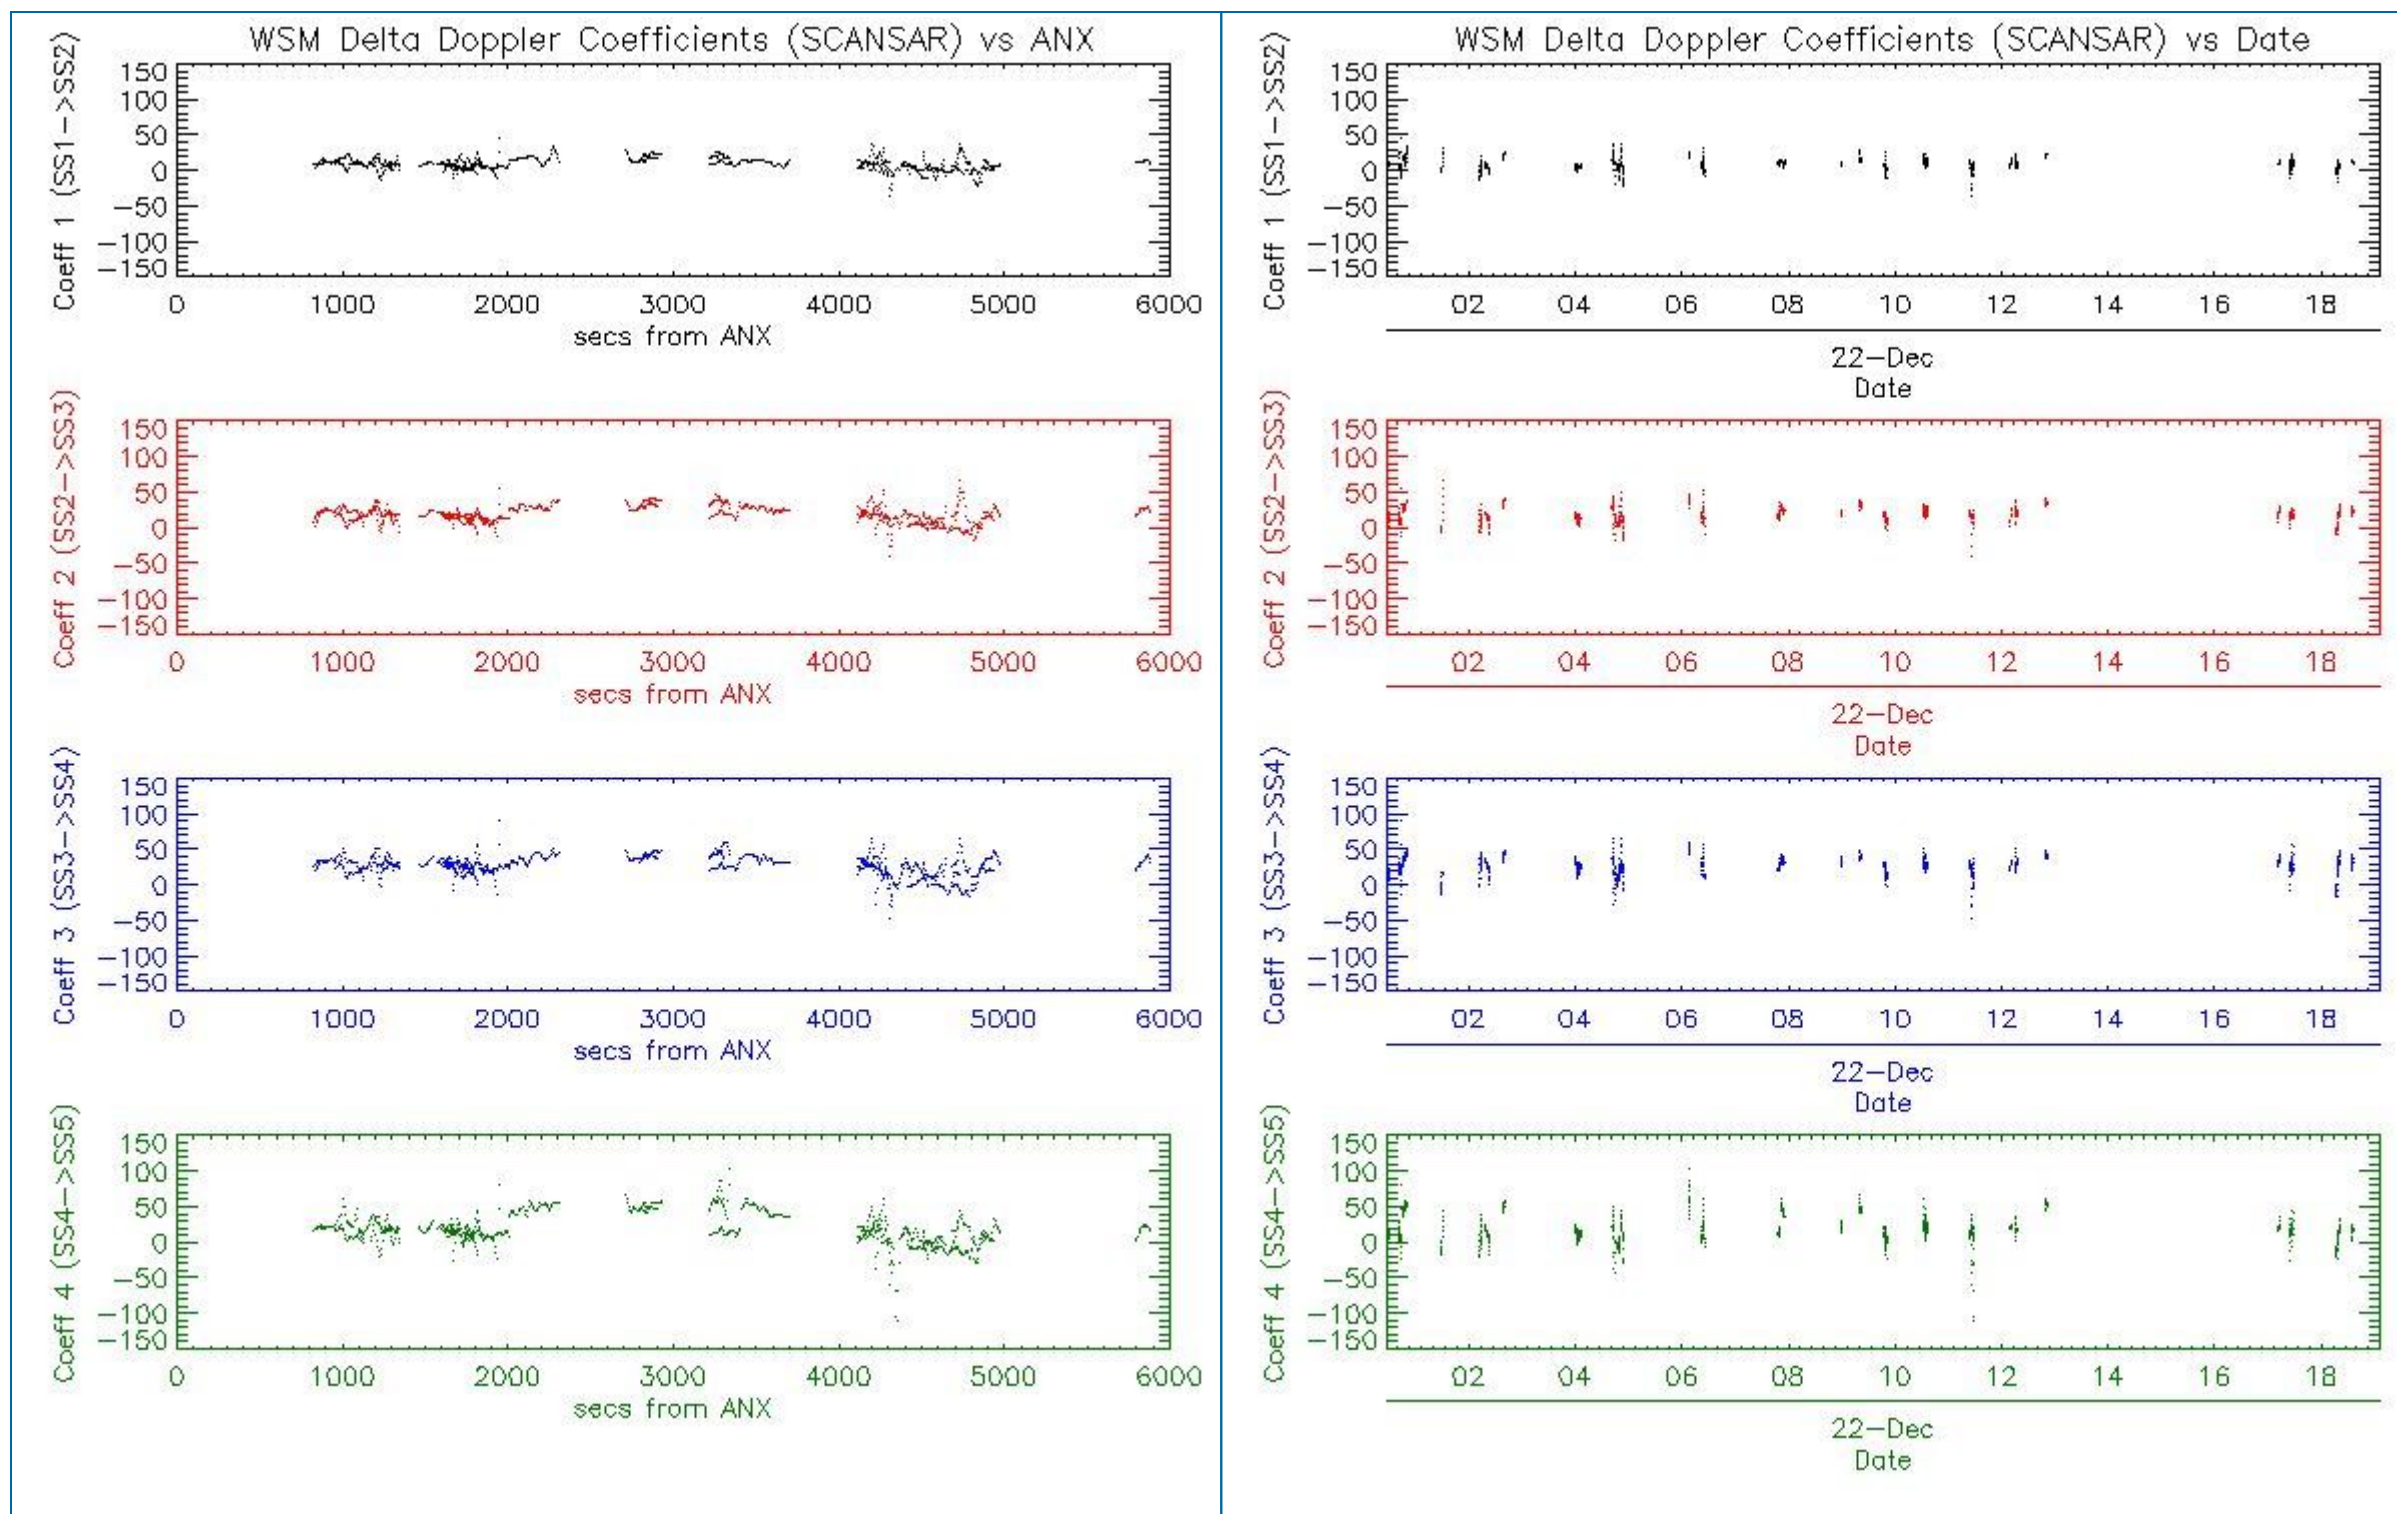 WSM Delta Doppler Coefficients (SCANSAR) vs ANX
Coeff 1 (SS1->SS2)
150
100
50
0
-50
-100
-150
0 1000 2000 3000 4000 5000 6000
secs from ANX
Coeff 2 (SS2->SS3)
150
100
50
0
-50
-100
-150
0 1000 2000 3000 4000 5000 6000
secs from ANX
Coeff 3 (SS3->SS4)
150
100
50
0
-50
-100
-150
0 1000 2000 3000 4000 5000 6000
secs from ANX
Coeff 4 (SS4->SS5)
150
100
50
0
-50
-100
-150
0 1000 2000 3000 4000 5000 6000
secs from ANX
WSM Delta Doppler Coefficients (SCANSAR) vs Date
Coeff 1 (SS1->SS2)
150
100
50
0
-50
-100
-150
02 04 06 08 10 12 14 16 18
22-Dec
Date
Coeff 2 (SS2->SS3)
150
100
50
0
-50
-100
-150
02 04 06 08 10 12 14 16 18
22-Dec
Date
Coeff 3 (SS3->SS4)
150
100
50
0
-50
-100
-150
02 04 06 08 10 12 14 16 18
22-Dec
Date
Coeff 4 (SS4->SS5)
150
100
50
0
-50
-100
-150
02 04 06 08 10 12 14 16 18
22-Dec
Date